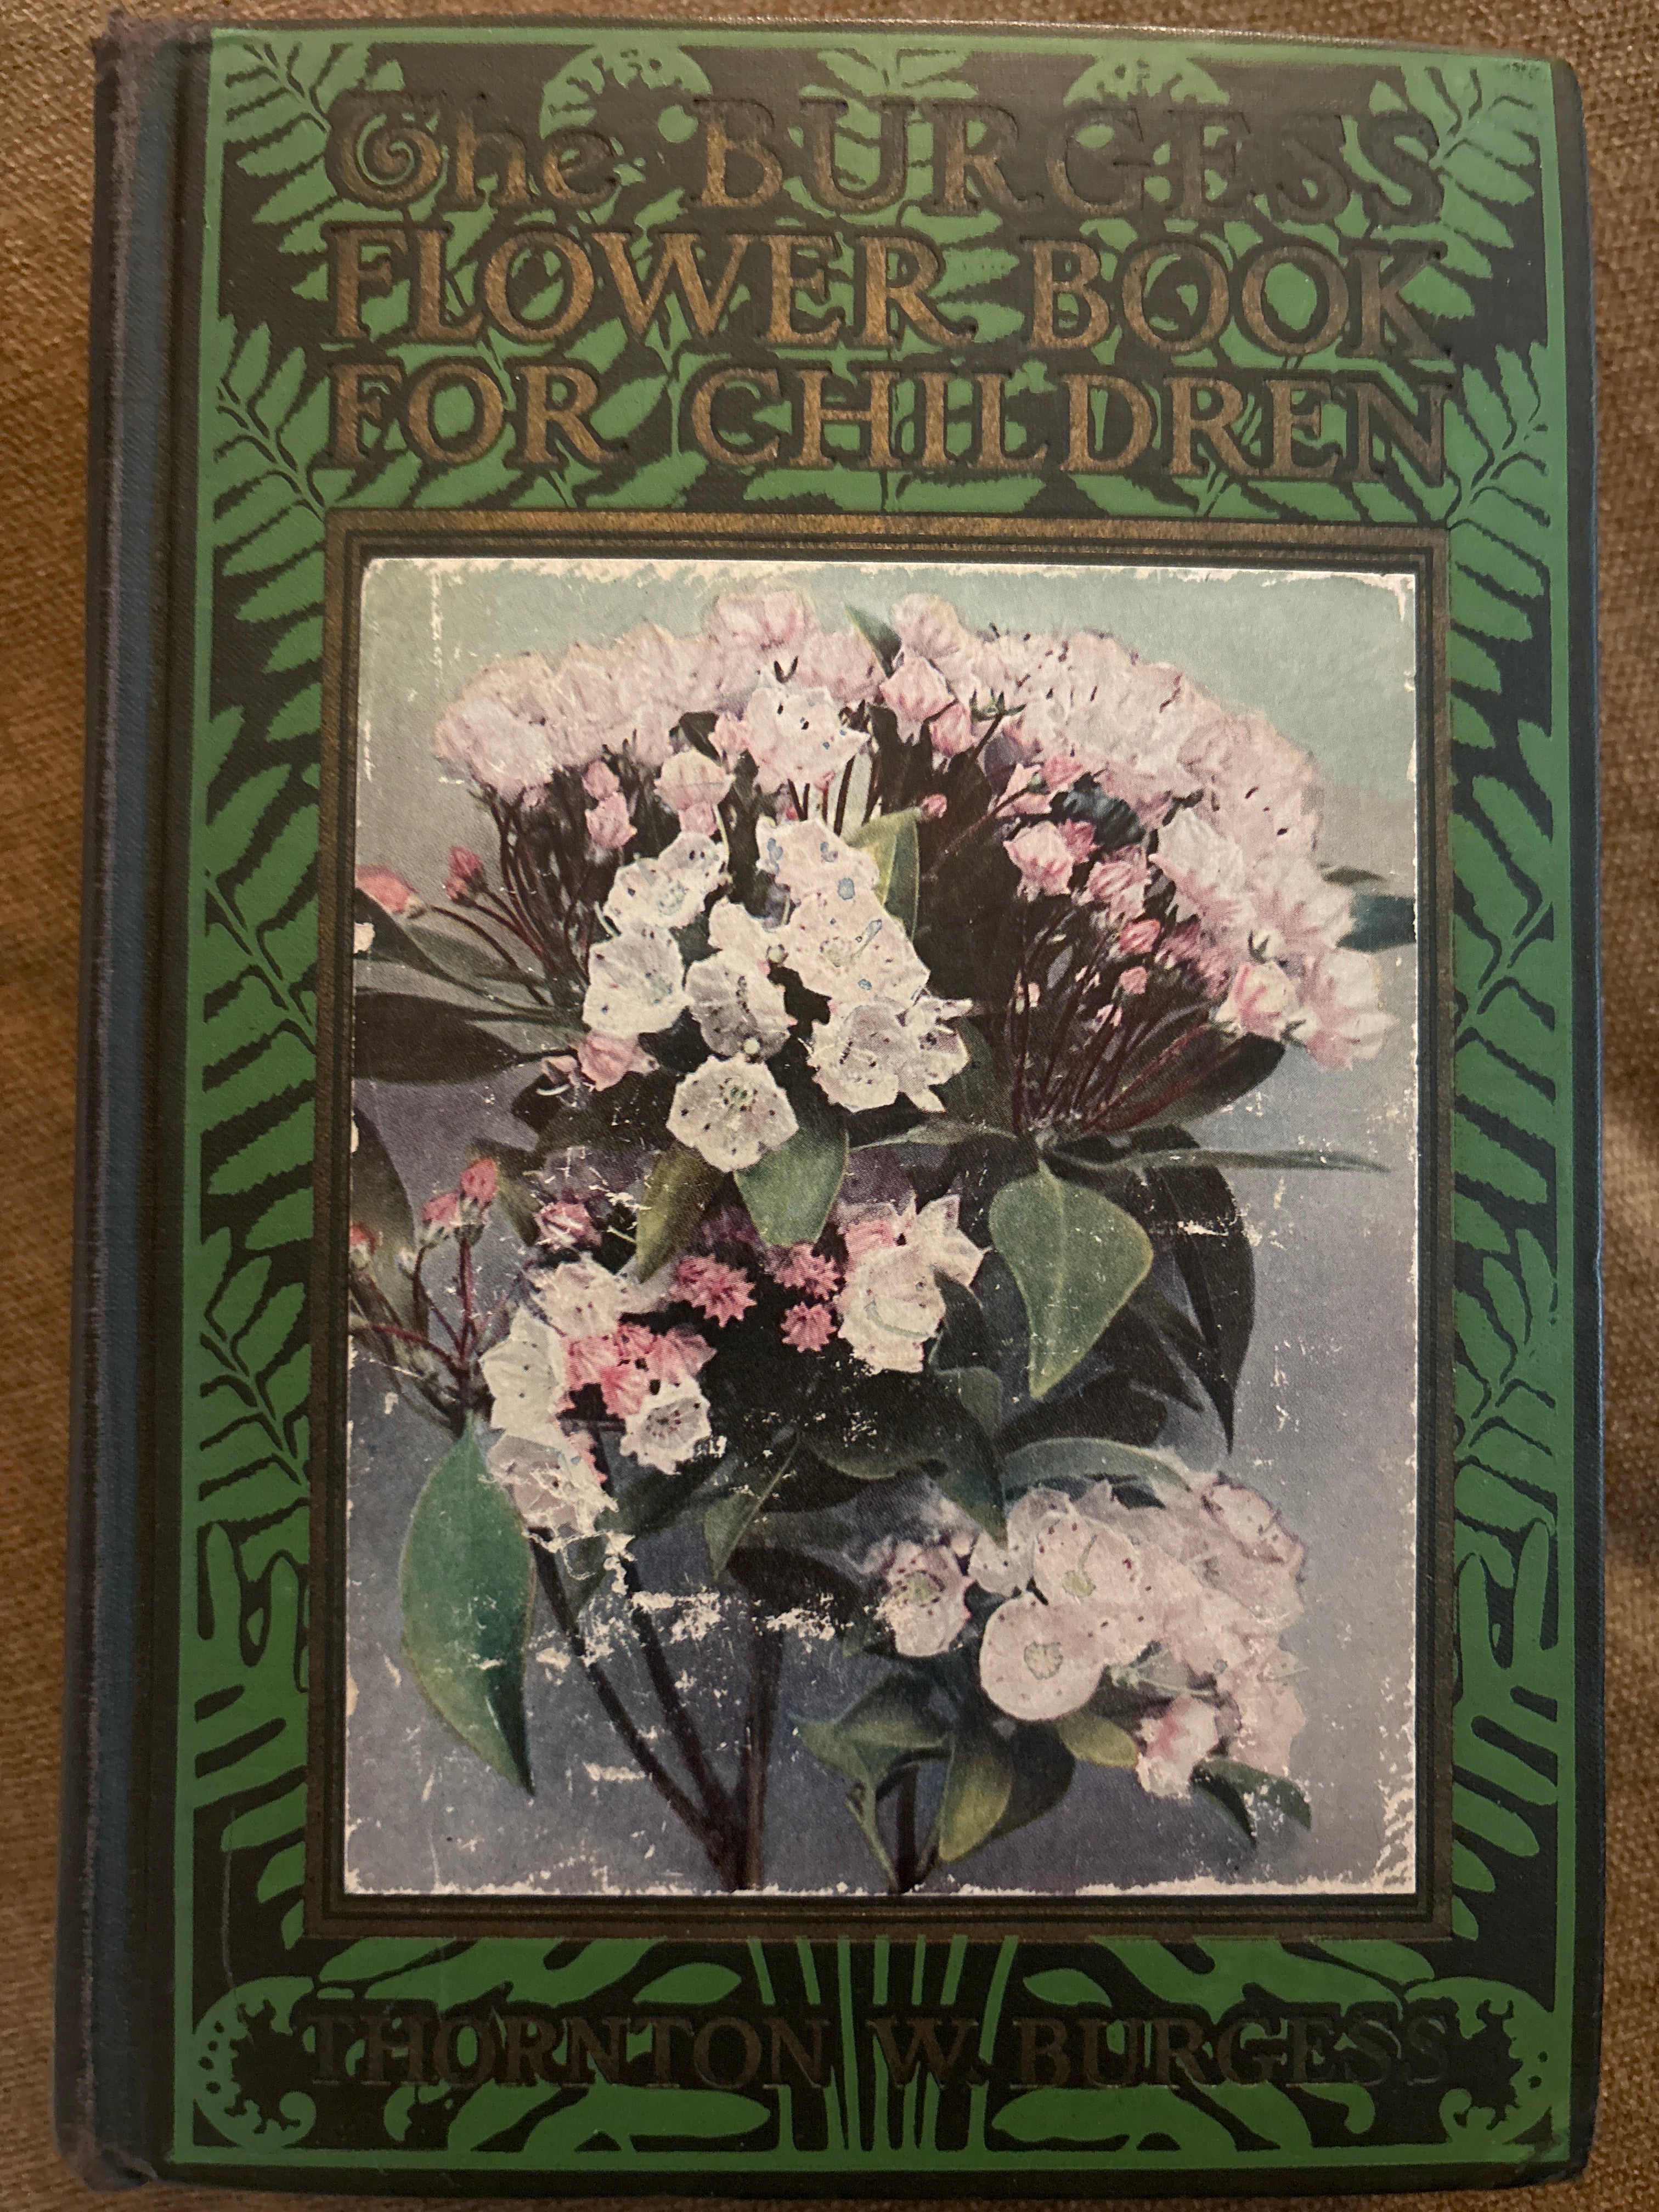 The BURGESS
FLOWER BOOK
FOR CHILDREN
THORNTON W. BURGESS